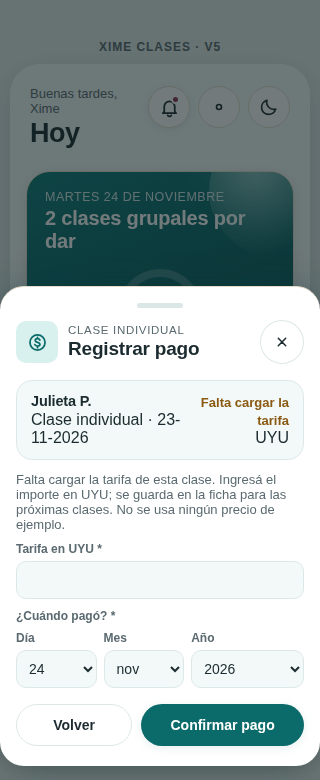 XIME CLASES · V5
Buenas tardes,
Xime
Hoy
MARTES 24 DE NOVIEMBRE
2 clases grupales por
dar
CLASE INDIVIDUAL
Registrar pago
Julieta P.
Clase individual · 23-
11-2026
Falta cargar la
tarifa
UYU
Falta cargar la tarifa de esta clase. Ingresá el
importe en UYU; se guarda en la ficha para las
próximas clases. No se usa ningún precio de
ejemplo.
Tarifa en UYU *
¿Cuándo pagó? *
Día Mes Año
24 nov 2026
Volver Confirmar pago